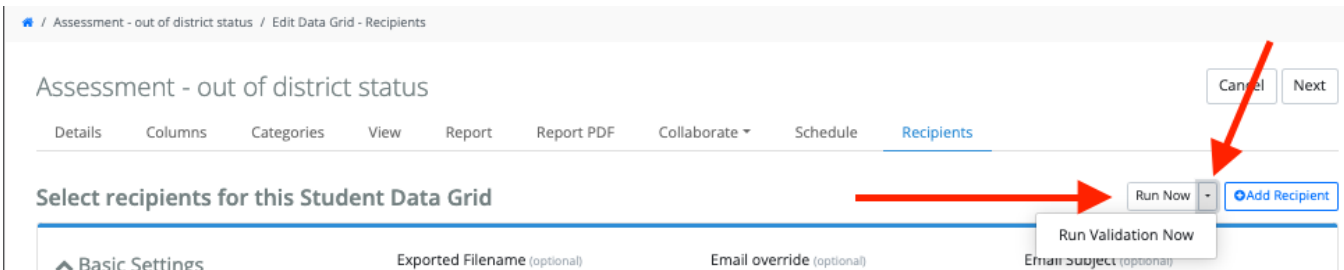 / Assessment - out of district status / Edit Data Grid - Recipients
Assessment - out of district status
Cancel Next
Details Columns Categories View Report Report PDF Collaborate Schedule Recipients
Select recipients for this Student Data Grid
Run Now Add Recipient
Run Validation Now
Basic Settings Exported Filename (optional) Email override (optional) Email Subject (optional)